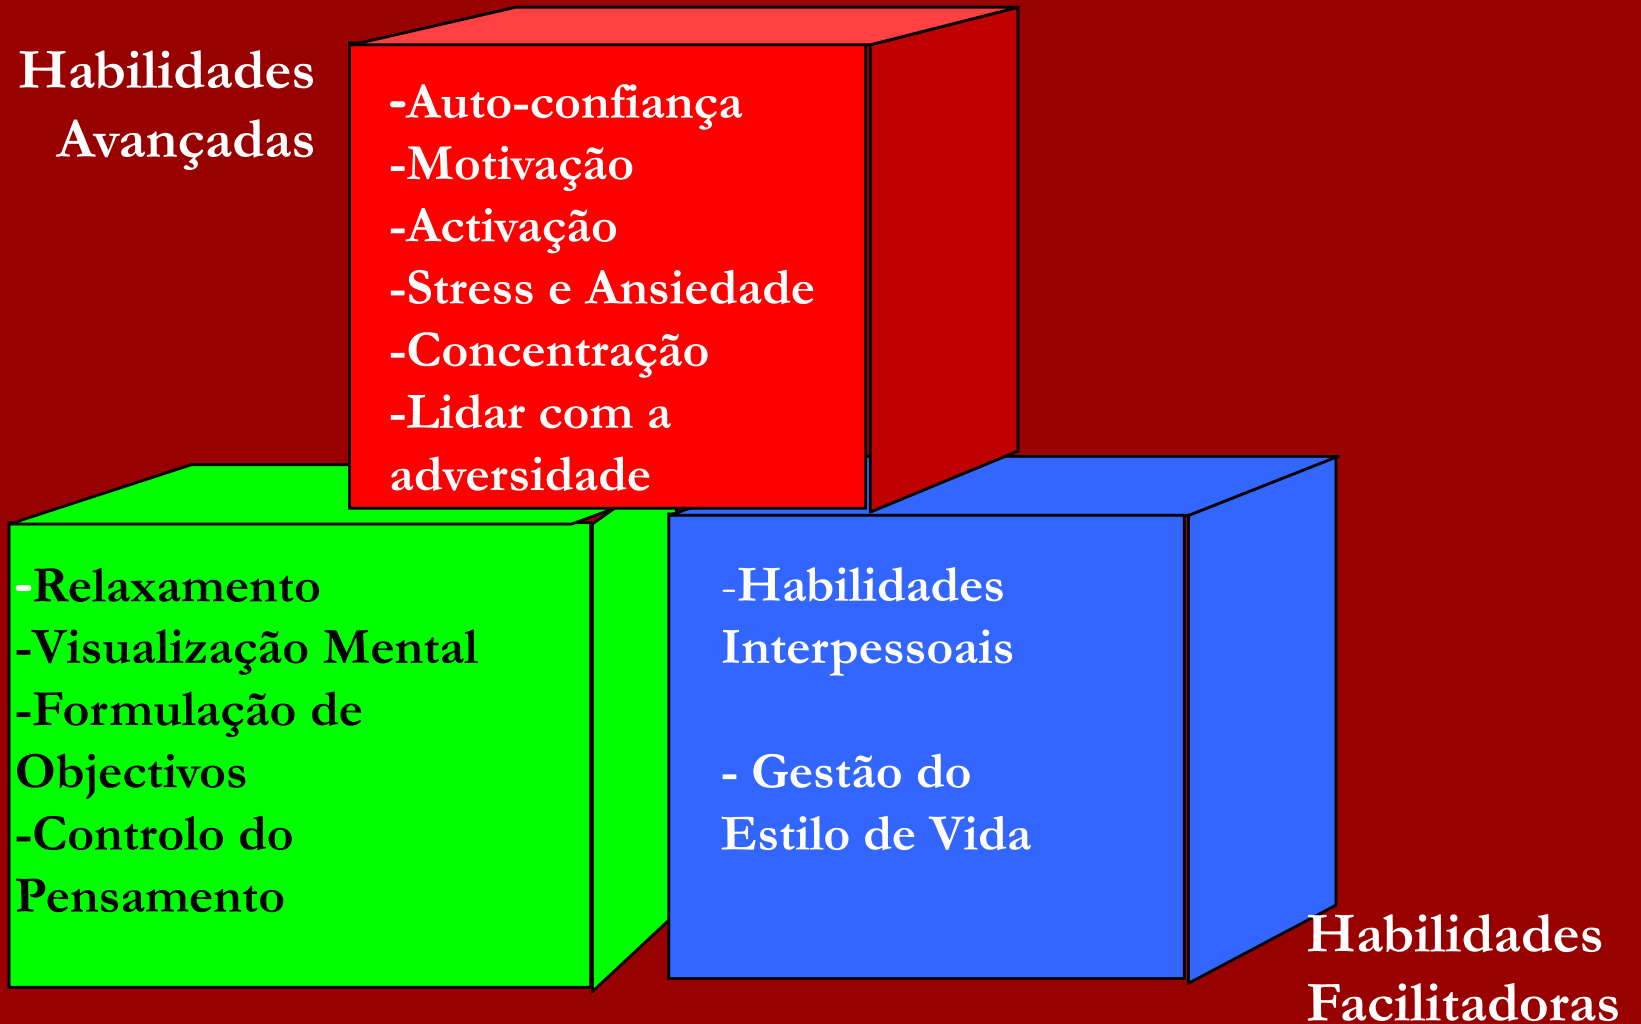 Habilidades
Avançadas
-Auto-confiança
-Motivação
-Activação
-Stress e Ansiedade
-Concentração
-Lidar com a
adversidade
-Relaxamento
-Visualização Mental
-Formulação de
Objectivos
-Controlo do
Pensamento
-Habilidades
Interpessoais
- Gestão do
Estilo de Vida
Habilidades
Facilitadoras